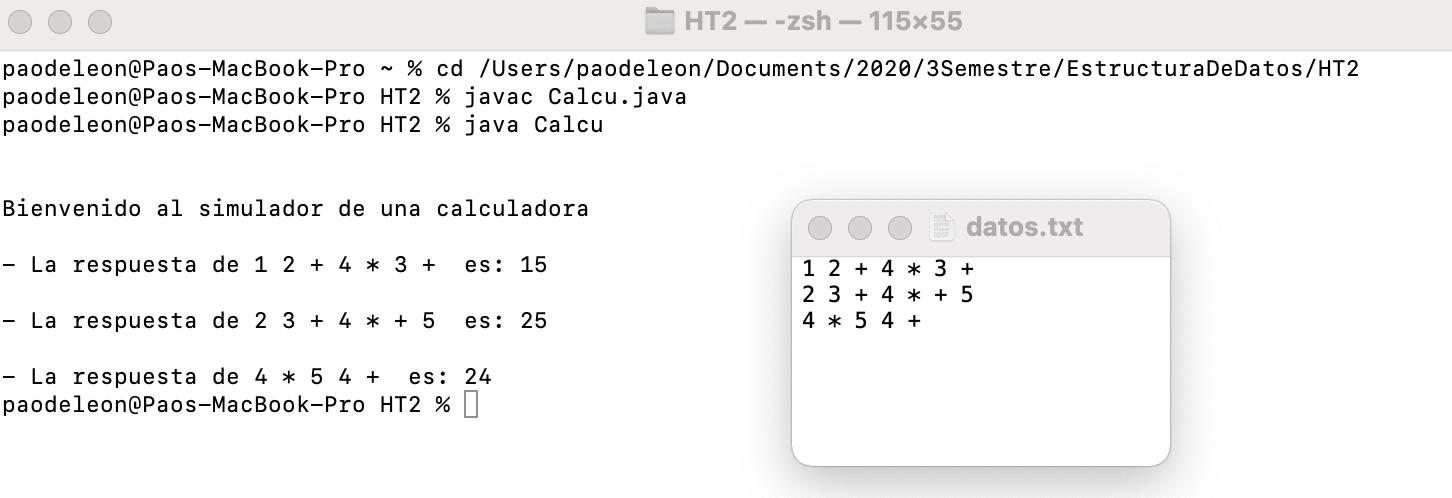 HT2 — -zsh — 115×55
paodeleon@Paos-MacBook-Pro ~ % cd /Users/paodeleon/Documents/2020/3Semestre/EstructuraDeDatos/HT2
paodeleon@Paos-MacBook-Pro HT2 % javac Calcu.java
paodeleon@Paos-MacBook-Pro HT2 % java Calcu
Bienvenido al simulador de una calculadora
- La respuesta de 1 2 + 4 * 3 +  es: 15
- La respuesta de 2 3 + 4 * + 5  es: 25
- La respuesta de 4 * 5 4 +  es: 24
paodeleon@Paos-MacBook-Pro HT2 %
datos.txt
1 2 + 4 * 3 +
2 3 + 4 * + 5
4 * 5 4 +